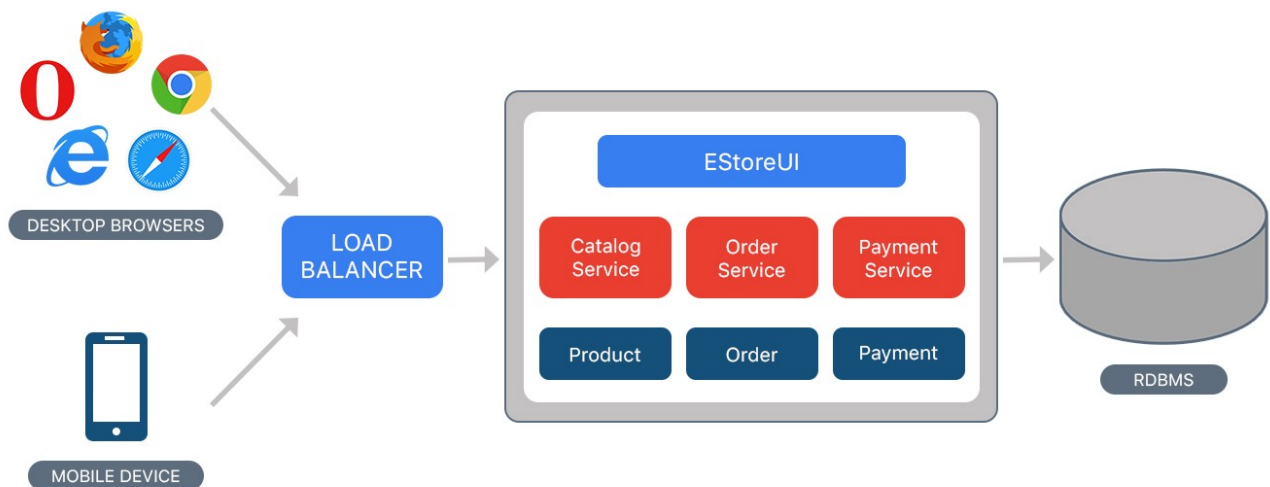 DESKTOP BROWSERS
MOBILE DEVICE
LOAD
BALANCER
EStoreUI
Catalog
Service
Order
Service
Payment
Service
Product
Order
Payment
RDBMS